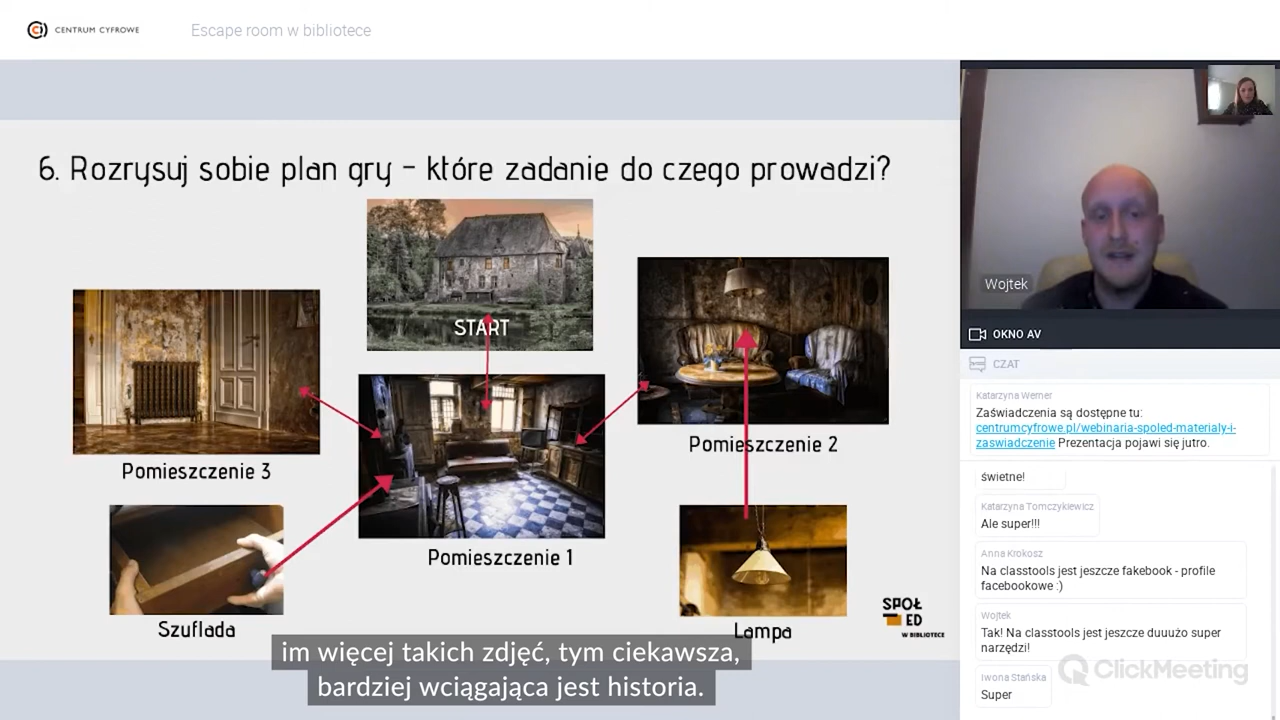 CENTRUM CYFROWE
Escape room w bibliotece
6. Rozrysuj sobie plan gry - które zadanie do czego prowadzi?
START
Pomieszczenie 3
Pomieszczenie 2
Pomieszczenie 1
Szuflada
Lampa
SPOŁ
ED
W BIBLIOTECE
im więcej takich zdjęć, tym ciekawsza,
bardziej wciągająca jest historia.
Wojtek
OKNO AV
CZAT
Katarzyna Werner
Zaświadczenia są dostępne tu:
centrumcyfrowe.pl/webinaria-spoled-materialy-i-
zaswiadczenie Prezentacja pojawi się jutro.
świetne!
Katarzyna Tomczykiewicz
Ale super!!!
Anna Krokosz
Na classtools jest jeszcze fakebook - profile
facebookowe :)
Wojtek
Tak! Na classtools jest jeszcze duuużo super
narzędzi!
Iwona Stańska
Super
ClickMeeting